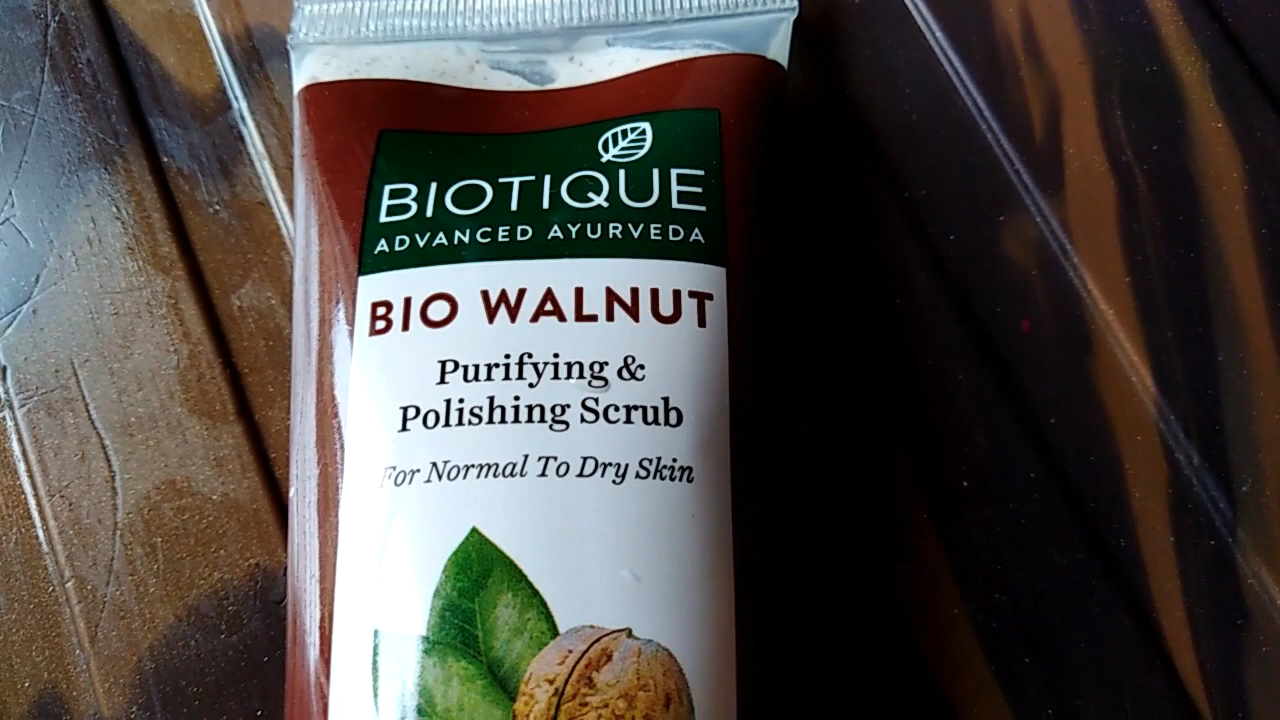 BIOTIQUE
ADVANCED AYURVEDA
BIO WALNUT
Purifying &
Polishing Scrub
For Normal To Dry Skin